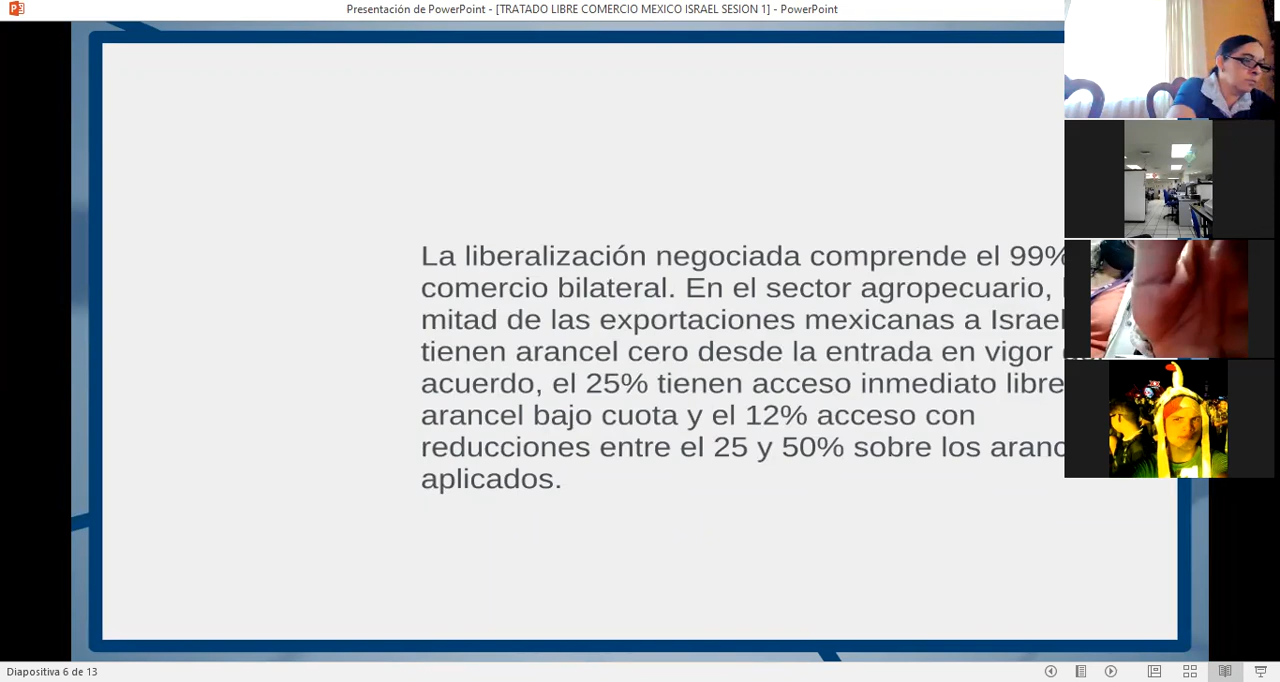 Presentación de PowerPoint - [TRATADO LIBRE COMERCIO MEXICO ISRAEL SESION 1] - PowerPoint
La liberalización negociada comprende el 99%
comercio bilateral. En el sector agropecuario,
mitad de las exportaciones mexicanas a Israel
tienen arancel cero desde la entrada en vigor
acuerdo, el 25% tienen acceso inmediato libre
arancel bajo cuota y el 12% acceso con
reducciones entre el 25 y 50% sobre los
aplicados.
Diapositiva 6 de 13